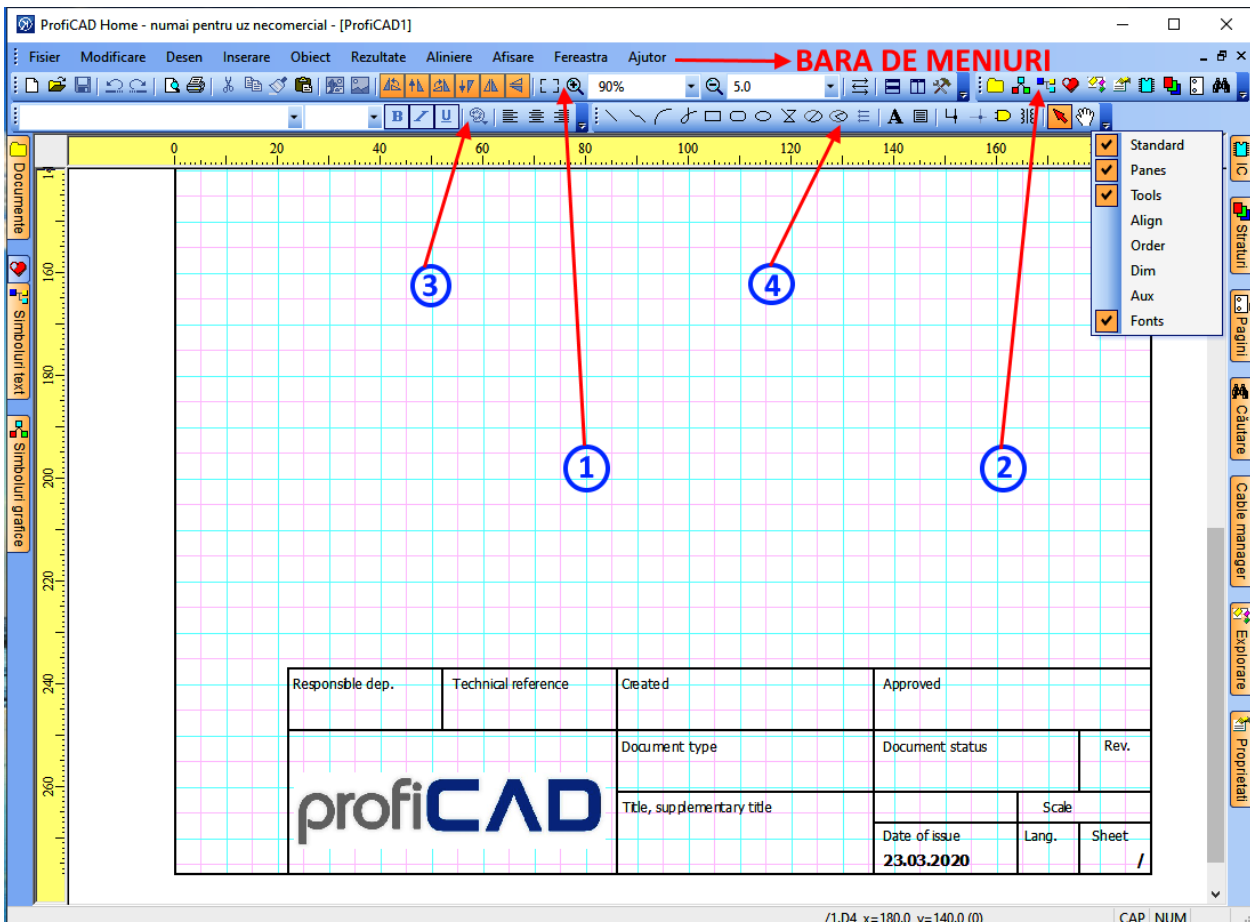 ProfiCAD Home - numai pentru uz necomercial - [ProfiCAD1]
Fisier Modificare Desen Inserare Obiect Rezultate Aliniere Afisare Fereastra Ajutor
BARA DE MENIURI
90% 5.0
B I U A
0 20 40 60 80 100 120 140 160
Standard
Panes
Tools
Align
Order
Dim
Aux
Fonts
Documente
Simboluri text
Simboluri grafice
160
180
200
220
240
260
IC
Straturi
Pagini
Căutare
Cable manager
Explorare
Proprietati
3
4
1
2
Responsible dep. Technical reference Created Approved
Document type Document status Rev.
profiCAD
Title, supplementary title Scale
Date of issue Lang. Sheet
23.03.2020 /
/1.D4 x=180.0 y=140.0 (0) CAP NUM